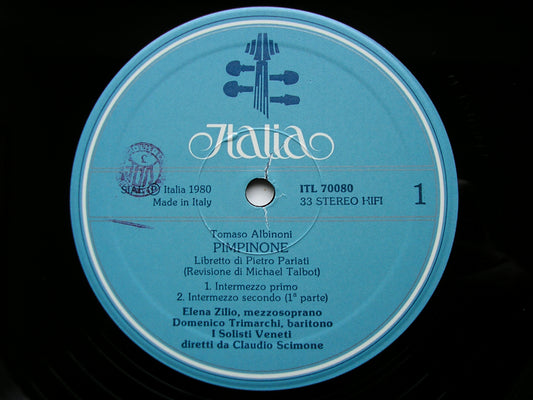 Italia
SIAE Ⓟ Italia 1980
Made in Italy
ITL 70080
33 STEREO HIFI
1
Tomaso Albinoni
PIMPINONE
Libretto di Pietro Pariati
(Revisione di Michael Talbot)
1. Intermezzo primo
2. Intermezzo secondo (1ª parte)
Elena Zilio, mezzosoprano
Domenico Trimarchi, baritono
I Solisti Veneti
diretti da Claudio Scimone